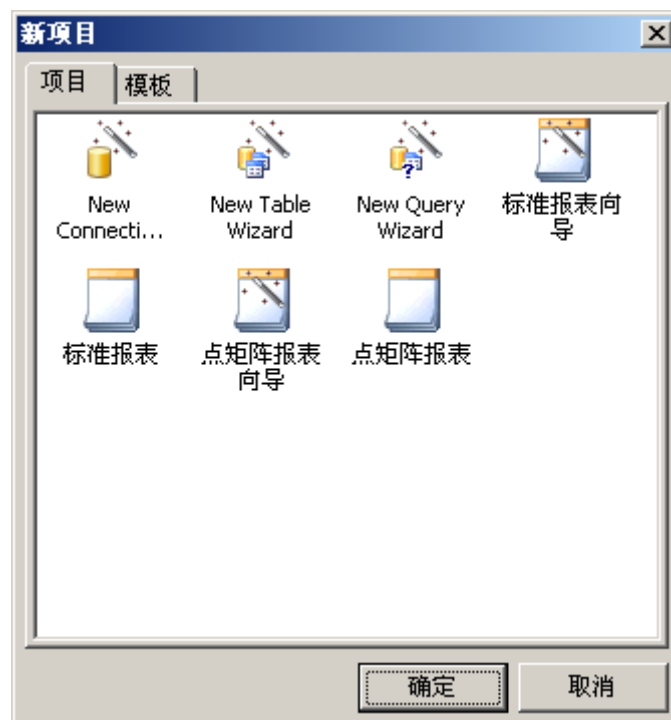 新项目
项目 模板
New Connecti...
New Table Wizard
New Query Wizard
标准报表向导
标准报表
点矩阵报表向导
点矩阵报表
确定 取消